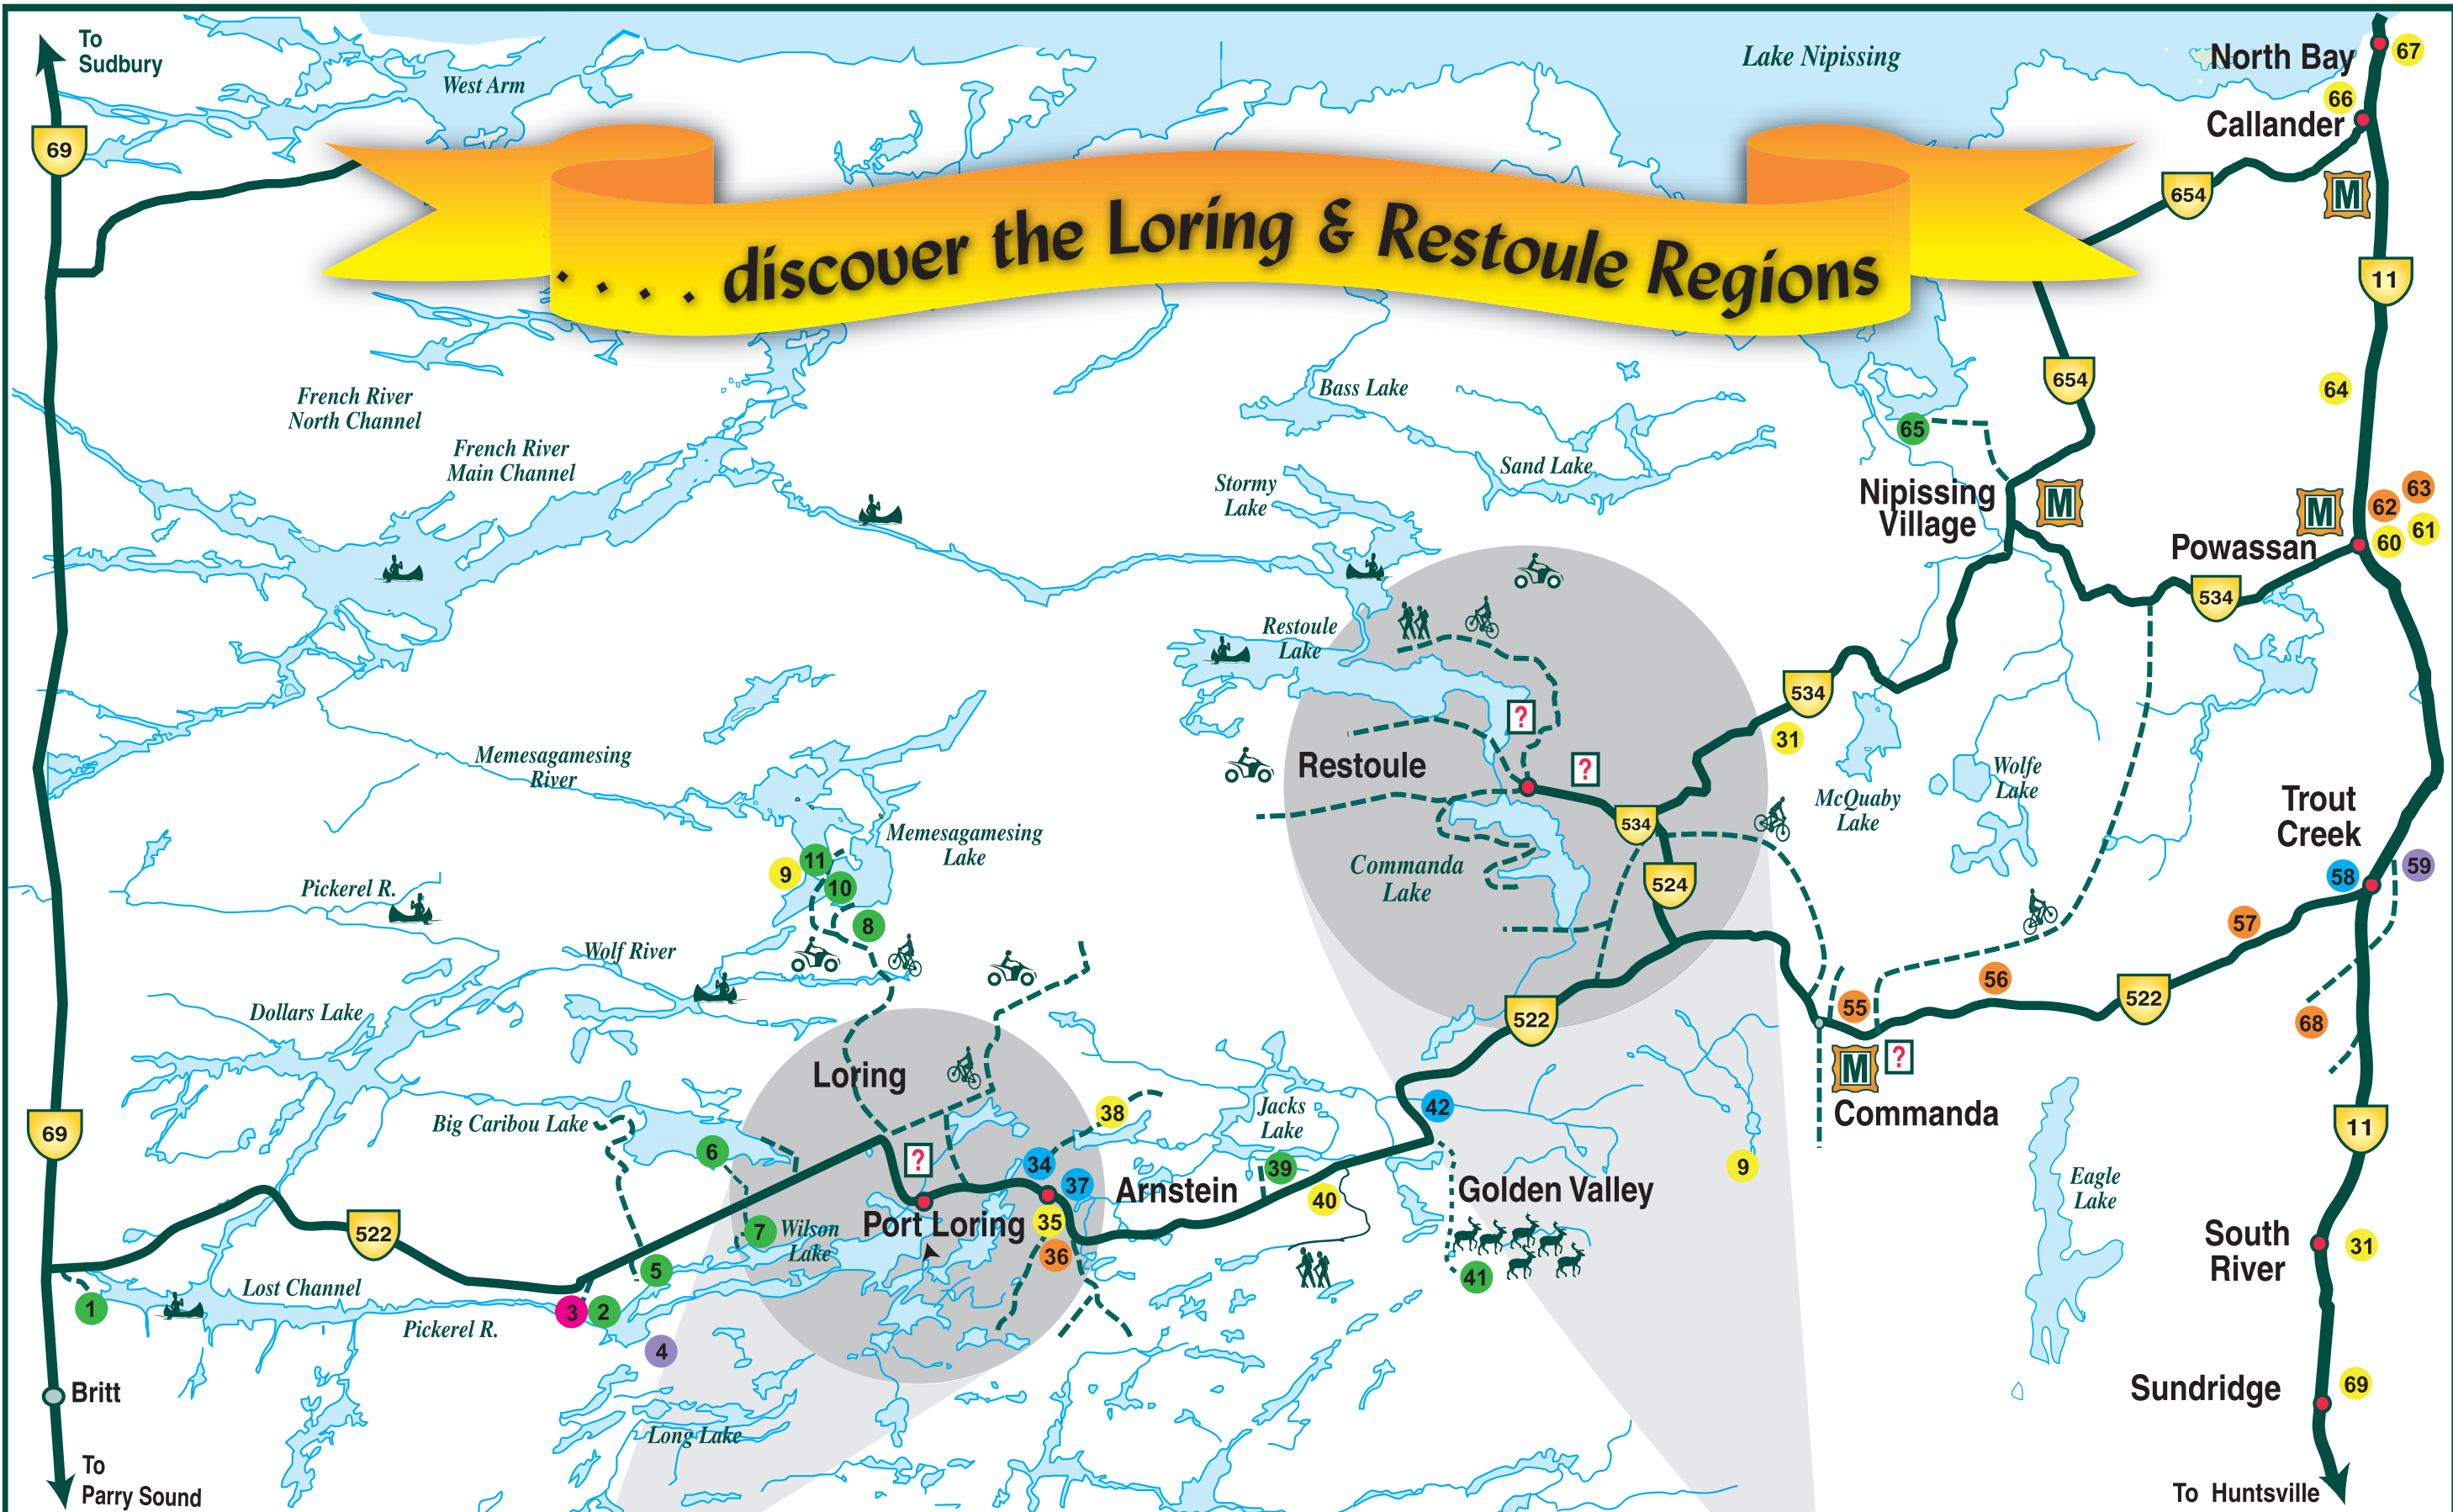 To
Sudbury
West Arm
Lake Nipissing
North Bay
67
66
Callander
69
654
M
. . . . discover the Loring & Restoule Regions
11
French River
North Channel
French River
Main Channel
Bass Lake
654
64
65
Sand Lake
Stormy
Lake
Nipissing
Village
M
M
62
63
61
60
Powassan
534
Restoule
Lake
534
?
31
Memesagamesing
River
Restoule
?
Wolfe
Lake
McQuaby
Lake
Trout
Creek
534
Memesagamesing
Lake
9
11
10
8
Commanda
Lake
524
58
59
Pickerel R.
57
Wolf River
56
55
522
522
68
Dollars Lake
Loring
M
?
Commanda
Big Caribou Lake
38
Jacks
Lake
42
69
11
6
?
34
37
39
9
Eagle
Lake
Arnstein
40
Golden Valley
522
7
Wilson
Lake
Port Loring
35
36
South
River
31
5
41
Lost Channel
1
3
2
Pickerel R.
4
Britt
Sundridge
69
Long Lake
To
Parry Sound
To Huntsville